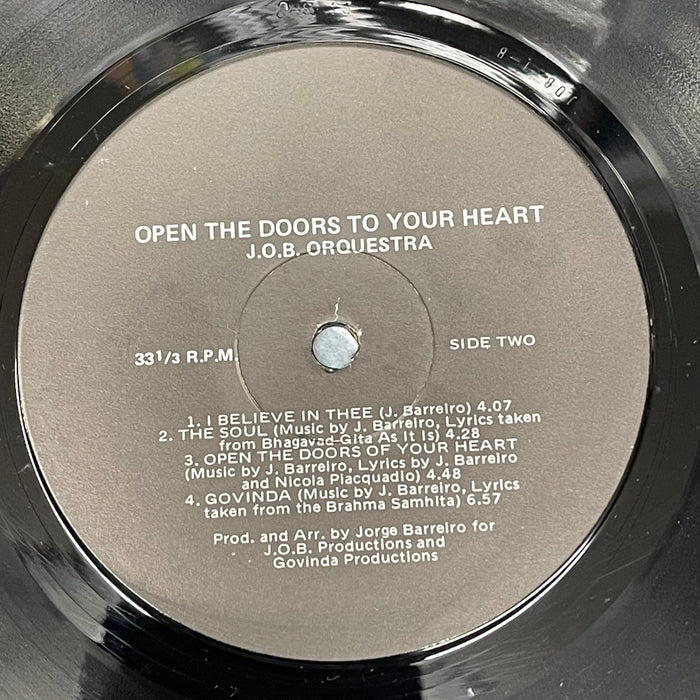 OPEN THE DOORS TO YOUR HEART
J.O.B. ORQUESTRA
33 1/3 R.P.M.
SIDE TWO
1. I BELIEVE IN THEE (J. Barreiro) 4.07
2. THE SOUL (Music by J. Barreiro, Lyrics taken
from Bhagavad-Gita As It Is) 4.28
3. OPEN THE DOORS OF YOUR HEART
(Music by J. Barreiro, Lyrics by J. Barreiro
and Nicola Piacquadio) 4.48
4. GOVINDA (Music by J. Barreiro, Lyrics
taken from the Brahma Samhita) 6.57
Prod. and Arr. by Jorge Barreiro for
J.O.B. Productions and
Govinda Productions